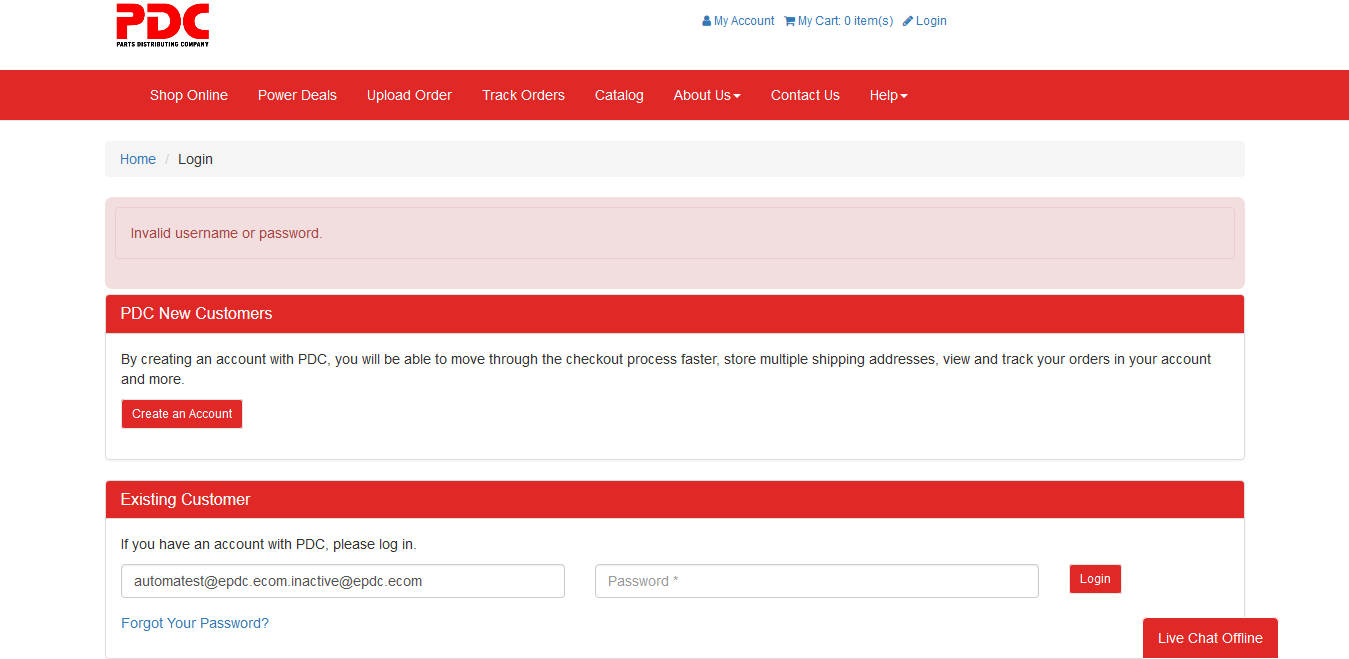 PDC
PARTS DISTRIBUTING COMPANY
My Account My Cart: 0 item(s) Login
Shop Online Power Deals Upload Order Track Orders Catalog About Us Contact Us Help
Home / Login
Invalid username or password.
PDC New Customers
By creating an account with PDC, you will be able to move through the checkout process faster, store multiple shipping addresses, view and track your orders in your account
and more.
Create an Account
Existing Customer
If you have an account with PDC, please log in.
automatest@epdc.ecom.inactive@epdc.ecom Password * Login
Forgot Your Password?
Live Chat Offline